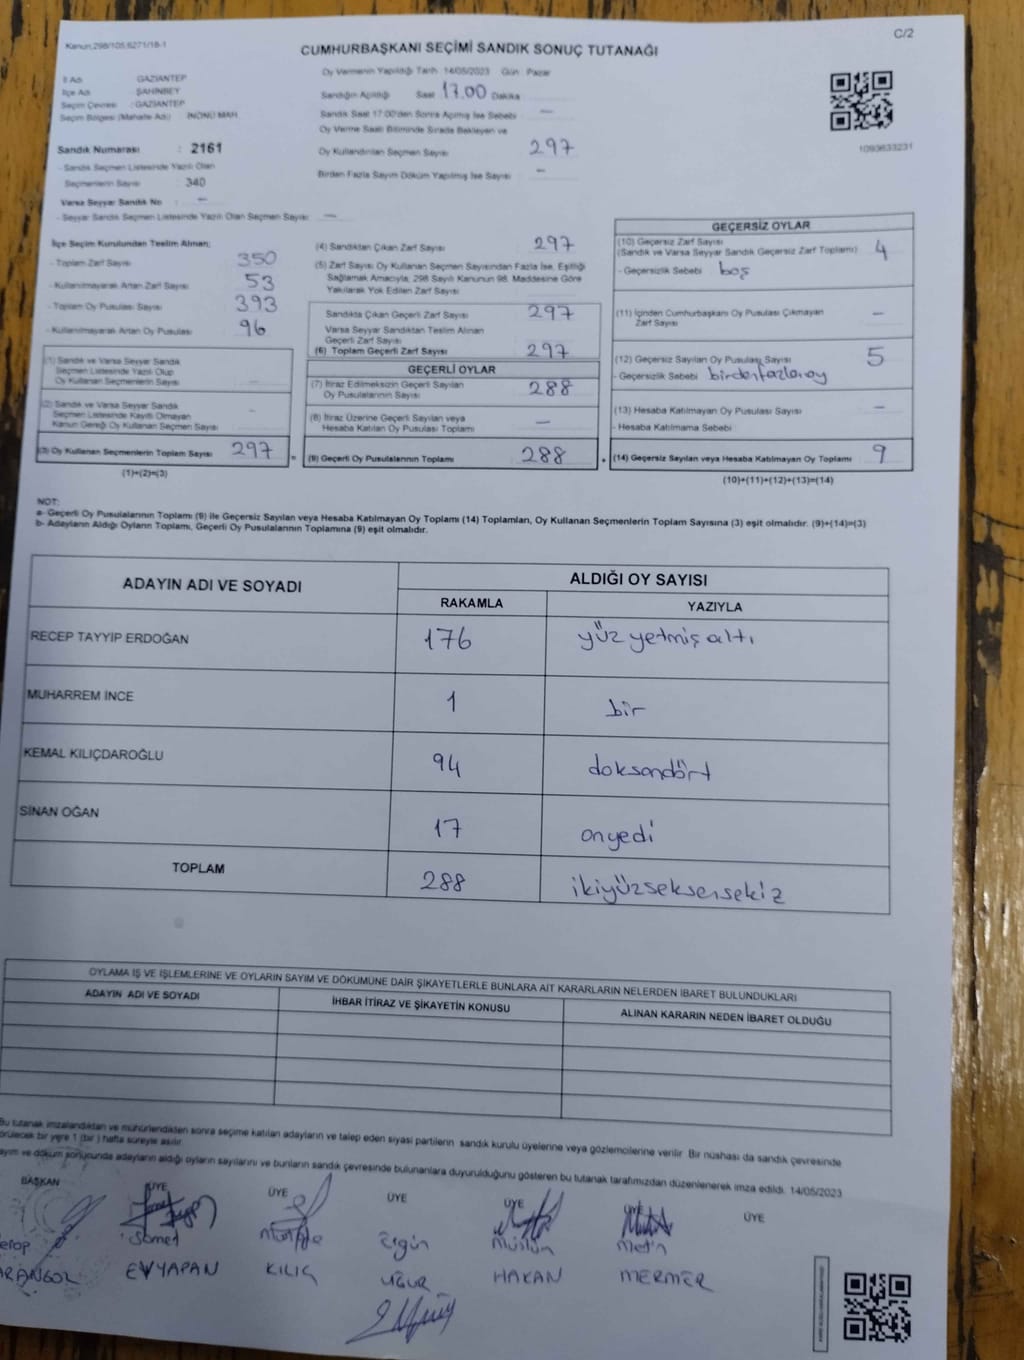 Kanun:298/105,6271/18-1
C/2
CUMHURBAŞKANI SEÇİMİ SANDIK SONUÇ TUTANAĞI
İl Adı GAZİANTEP
İlçe Adı ŞAHİNBEY
Seçim Çevresi : GAZİANTEP
Seçim Bölgesi (Mahalle Adı) İNÖNÜ MAH
Sandık Numarası : 2161
- Sandık Seçmen Listesinde Yazılı Olan
Seçmenlerin Sayısı : 340
Varsa Seyyar Sandık No : -
- Seyyar Sandık Seçmen Listesinde Yazılı Olan Seçmen Sayısı -
Oy Vermenin Yapıldığı Tarih 14/05/2023 Gün Pazar
Sandığın Açıldığı Saat 17.00 Dakika
Sandık Saat 17:00'den Sonra Açılmış İse Sebebi -
Oy Verme Saati Bitiminde Sırada Bekleyen ve
Oy Kullandırılan Seçmen Sayısı 297
Birden Fazla Sayım Döküm Yapılmış İse Sayısı -
1093633231
İlçe Seçim Kurulundan Teslim Alınan;
- Toplam Zarf Sayısı 350
- Kullanılmayarak Artan Zarf Sayısı 53
- Toplam Oy Pusulası Sayısı 393
- Kullanılmayarak Artan Oy Pusulası 96
(1) Sandık ve Varsa Seyyar Sandık
Seçmen Listesinde Yazılı Olup
Oy Kullanan Seçmenlerin Sayısı -
(2) Sandık ve Varsa Seyyar Sandık
Seçmen Listesinde Kayıtlı Olmayan
Kanun Gereği Oy Kullanan Seçmen Sayısı -
(3) Oy Kullanan Seçmenlerin Toplam Sayısı 297 =
(1)+(2)=(3)
(4) Sandıktan Çıkan Zarf Sayısı 297
(5) Zarf Sayısı Oy Kullanan Seçmen Sayısından Fazla İse, Eşitliği
Sağlamak Amacıyla, 298 Sayılı Kanunun 98. Maddesine Göre
Yakılarak Yok Edilen Zarf Sayısı
Sandıkta Çıkan Geçerli Zarf Sayısı 297
Varsa Seyyar Sandıktan Teslim Alınan
Geçerli Zarf Sayısı
(6) Toplam Geçerli Zarf Sayısı 297
GEÇERLİ OYLAR
(7) İtiraz Edilmeksizin Geçerli Sayılan
Oy Pusulalarının Sayısı 288
(8) İtiraz Üzerine Geçerli Sayılan veya
Hesaba Katılan Oy Pusulası Toplamı -
(9) Geçerli Oy Pusulalarının Toplamı 288 +
GEÇERSİZ OYLAR
(10) Geçersiz Zarf Sayısı
(Sandık ve Varsa Seyyar Sandık Geçersiz Zarf Toplamı) 4
- Geçersizlik Sebebi boş
(11) İçinden Cumhurbaşkanı Oy Pusulası Çıkmayan
Zarf Sayısı -
(12) Geçersiz Sayılan Oy Pusulası Sayısı 5
- Geçersizlik Sebebi birdenfazla oy
(13) Hesaba Katılmayan Oy Pusulası Sayısı -
- Hesaba Katılmama Sebebi
(14) Geçersiz Sayılan veya Hesaba Katılmayan Oy Toplamı 9
(10)+(11)+(12)+(13)=(14)
NOT:
a- Geçerli Oy Pusulalarının Toplamı (9) ile Geçersiz Sayılan veya Hesaba Katılmayan Oy Toplamı (14) Toplamları, Oy Kullanan Seçmenlerin Toplam Sayısına (3) eşit olmalıdır. (9)+(14)=(3)
b- Adayların Aldığı Oyların Toplamı, Geçerli Oy Pusulalarının Toplamına (9) eşit olmalıdır.
ADAYIN ADI VE SOYADI
ALDIĞI OY SAYISI
RAKAMLA YAZIYLA
RECEP TAYYİP ERDOĞAN 176 yüz yetmiş altı
MUHARREM İNCE 1 bir
KEMAL KILIÇDAROĞLU 94 doksandört
SİNAN OĞAN 17 onyedi
TOPLAM 288 ikiyüzseksensekiz
OYLAMA İŞ VE İŞLEMLERİNE VE OYLARIN SAYIM VE DÖKÜMÜNE DAİR ŞİKAYETLERLE BUNLARA AİT KARARLARIN NELERDEN İBARET BULUNDUKLARI
ADAYIN ADI VE SOYADI İHBAR İTİRAZ VE ŞİKAYETİN KONUSU ALINAN KARARIN NEDEN İBARET OLDUĞU
Bu tutanak imzalandıktan ve mühürlendikten sonra seçime katılan adayların ve talep eden siyasi partilerin sandık kurulu üyelerine veya gözlemcilerine verilir. Bir nüshası da sandık çevresinde
görülecek bir yere 1 (bir ) hafta süreyle asılır.
ayım ve döküm sonucunda adayların aldığı oyların sayılarını ve bunların sandık çevresinde bulunanlara duyurulduğunu gösteren bu tutanak tarafımızdan düzenlenerek imza edildi. 14/05/2023
BAŞKAN ÜYE ÜYE ÜYE ÜYE ÜYE ÜYE
Samet Ergün Müslüm Metin
EVYAPAN KILIÇ UĞUR HAKAN MERMER